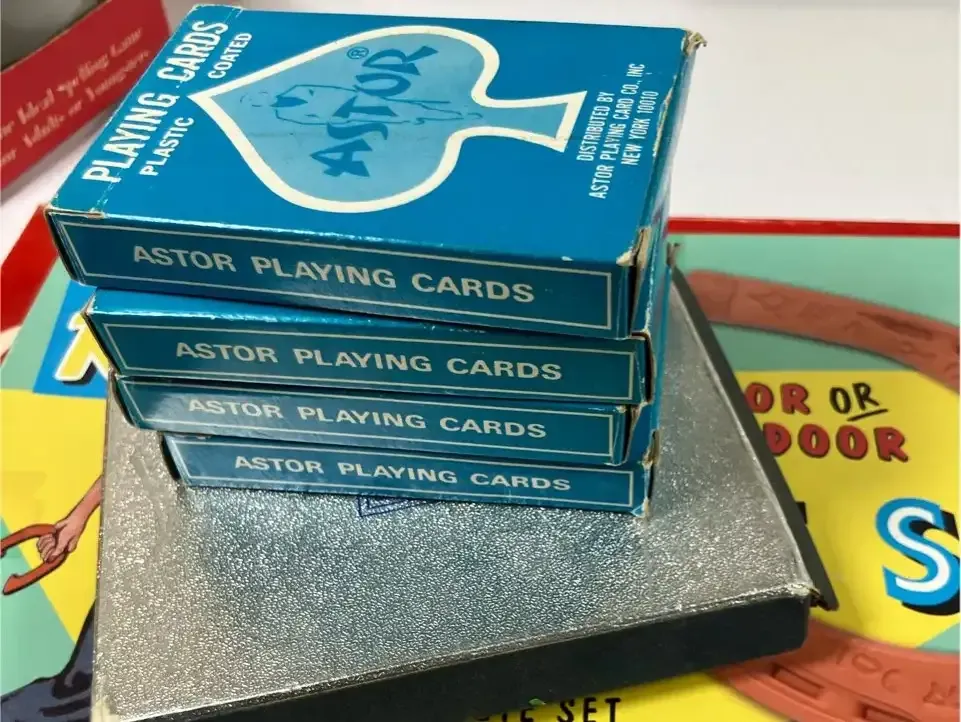 PLAYING CARDS
PLASTIC COATED
ASTOR®
DISTRIBUTED BY
ASTOR PLAYING CARD CO., INC
NEW YORK 10010
ASTOR PLAYING CARDS
ASTOR PLAYING CARDS
ASTOR PLAYING CARDS
ASTOR PLAYING CARDS
OR OR
DOOR
S
SET